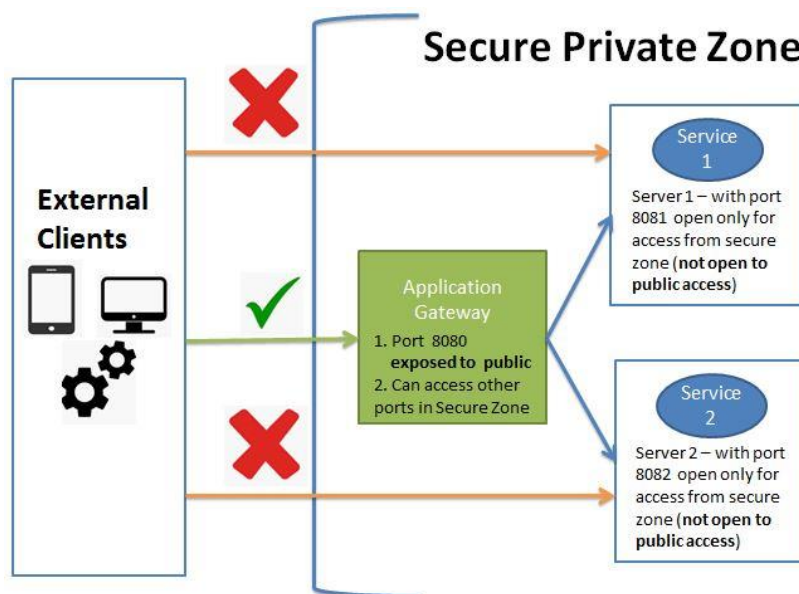 Secure Private Zone
External
Clients
Application
Gateway
1. Port 8080
exposed to public
2. Can access other
ports in Secure Zone
Service
1
Server 1 – with port
8081 open only for
access from secure
zone (not open to
public access)
Service
2
Server 2 – with port
8082 open only for
access from secure
zone (not open to
public access)